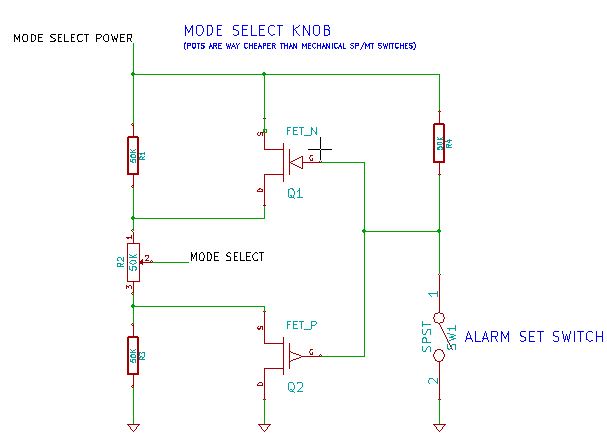 MODE SELECT KNOB
MODE SELECT POWER
(POTS ARE WAY CHEAPER THAN MECHANICAL SP/MT SWITCHES)
S
FET_N
50K
R1
G
50K
R4
D
Q1
1
R2
50K
2
MODE SELECT
3
1
S
FET_P
SPST
SW1
ALARM SET SWITCH
50K
G
D
Q2
2